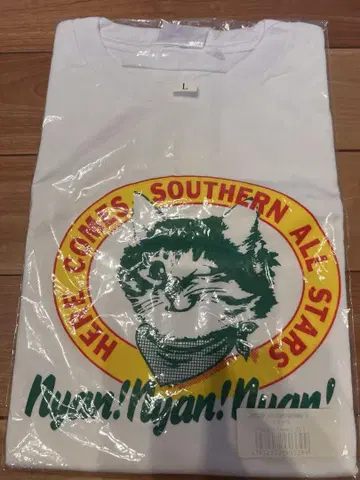 L
HERE COMES SOUTHERN ALL STARS
Nyan! Nyan! Nyan!